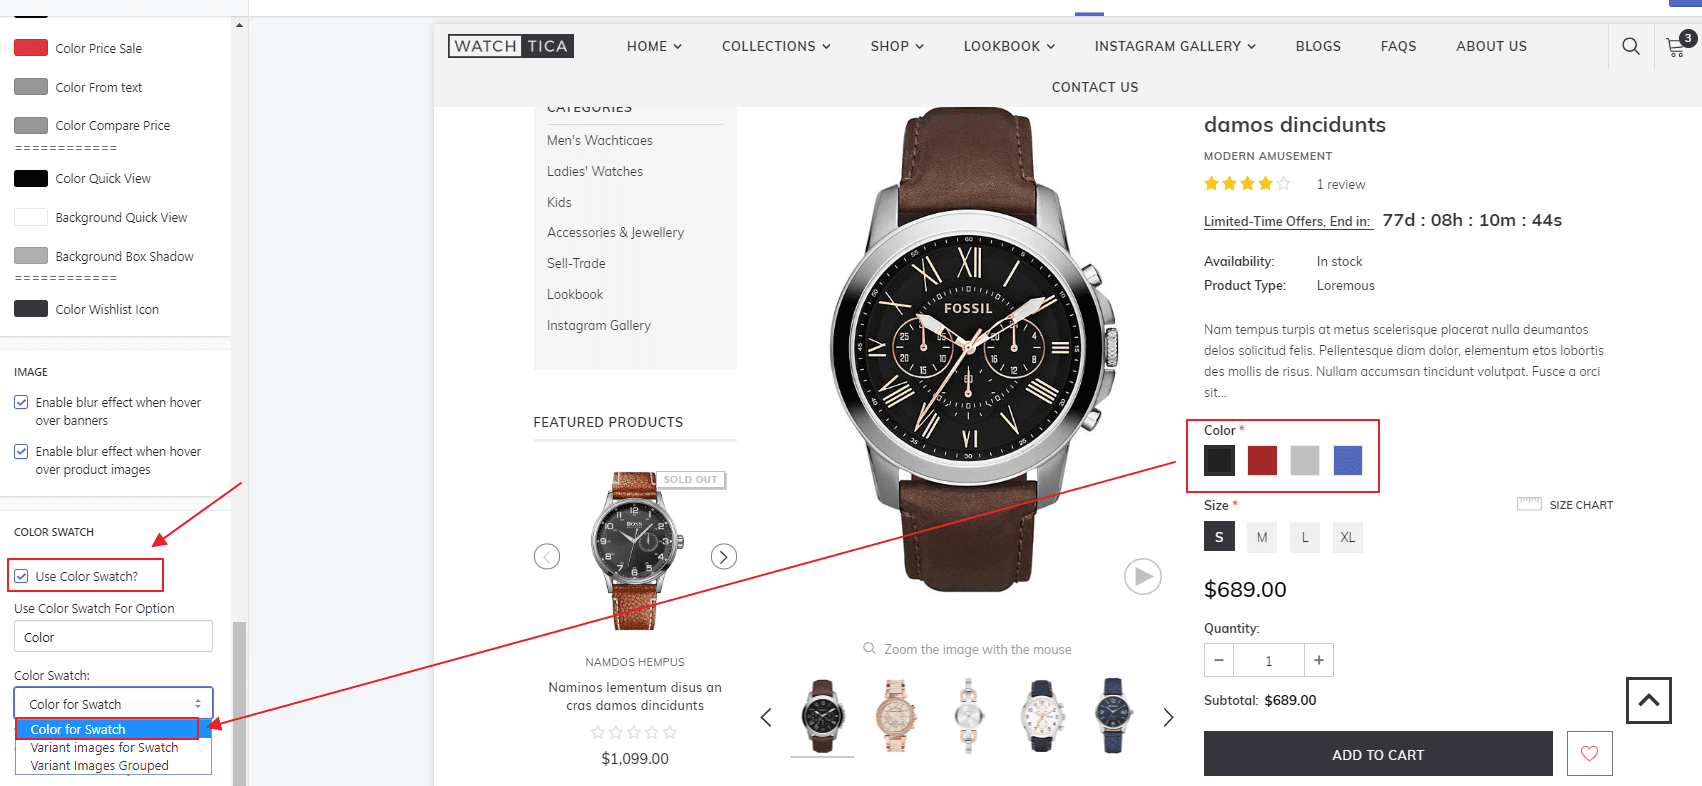 Color Price Sale
Color From text
Color Compare Price
============
Color Quick View
Background Quick View
Background Box Shadow
============
Color Wishlist Icon
IMAGE
Enable blur effect when hover
over banners
Enable blur effect when hover
over product images
COLOR SWATCH
Use Color Swatch?
Use Color Swatch For Option
Color
Color Swatch:
Color for Swatch
Color for Swatch
Variant images for Swatch
Variant Images Grouped
WATCH TICA
HOME
COLLECTIONS
SHOP
LOOKBOOK
INSTAGRAM GALLERY
BLOGS
FAQS
ABOUT US
3
CONTACT US
CATEGORIES
Men's Wachticaes
Ladies' Watches
Kids
Accessories & Jewellery
Sell-Trade
Lookbook
Instagram Gallery
FEATURED PRODUCTS
SOLD OUT
BOSS
NAMDOS HEMPUS
Naminos lementum disus an
cras damos dincidunts
$1,099.00
FOSSIL
Zoom the image with the mouse
damos dincidunts
MODERN AMUSEMENT
1 review
Limited-Time Offers, End in: 77d : 08h : 10m : 44s
Availability: In stock
Product Type: Loremous
Nam tempus turpis at metus scelerisque placerat nulla deumantos
delos solicitud felis. Pellentesque diam dolor, elementum etos lobortis
des mollis de risus. Nullam accumsan tincidunt volutpat. Fusce a orci
sit...
Color *
Size *
SIZE CHART
S M L XL
$689.00
Quantity:
− 1 +
Subtotal: $689.00
ADD TO CART